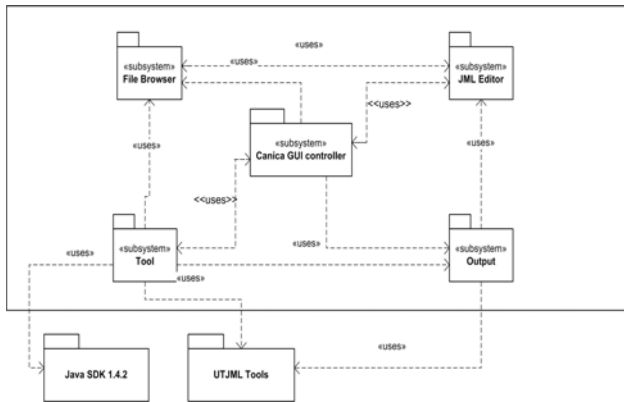 «uses»
«subsystem»
File Browser
«uses»
«subsystem»
JML Editor
<<uses>>
«subsystem»
Canica GUI controller
«uses»
«uses»
<<uses>>
«subsystem»
Tool
«uses»
«uses»
«subsystem»
Output
«uses»
«uses»
Java SDK 1.4.2
UTJML Tools